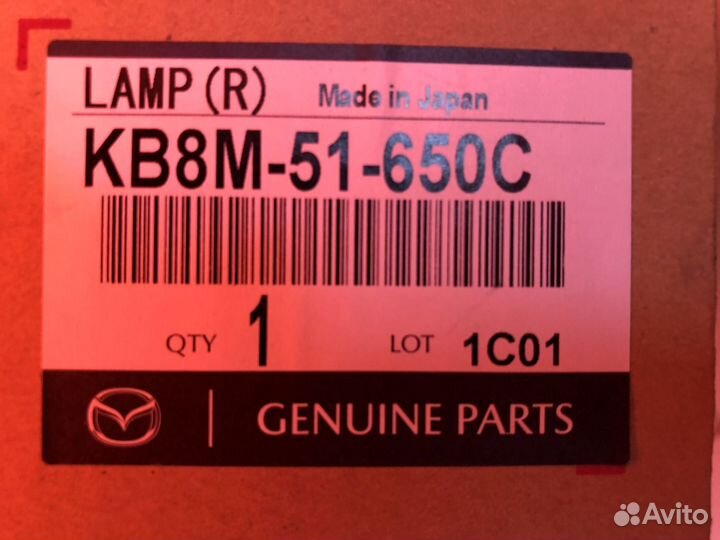 LAMP (R) Made in Japan
KB8M-51-650C
QTY 1 LOT 1C01
GENUINE PARTS
Avito